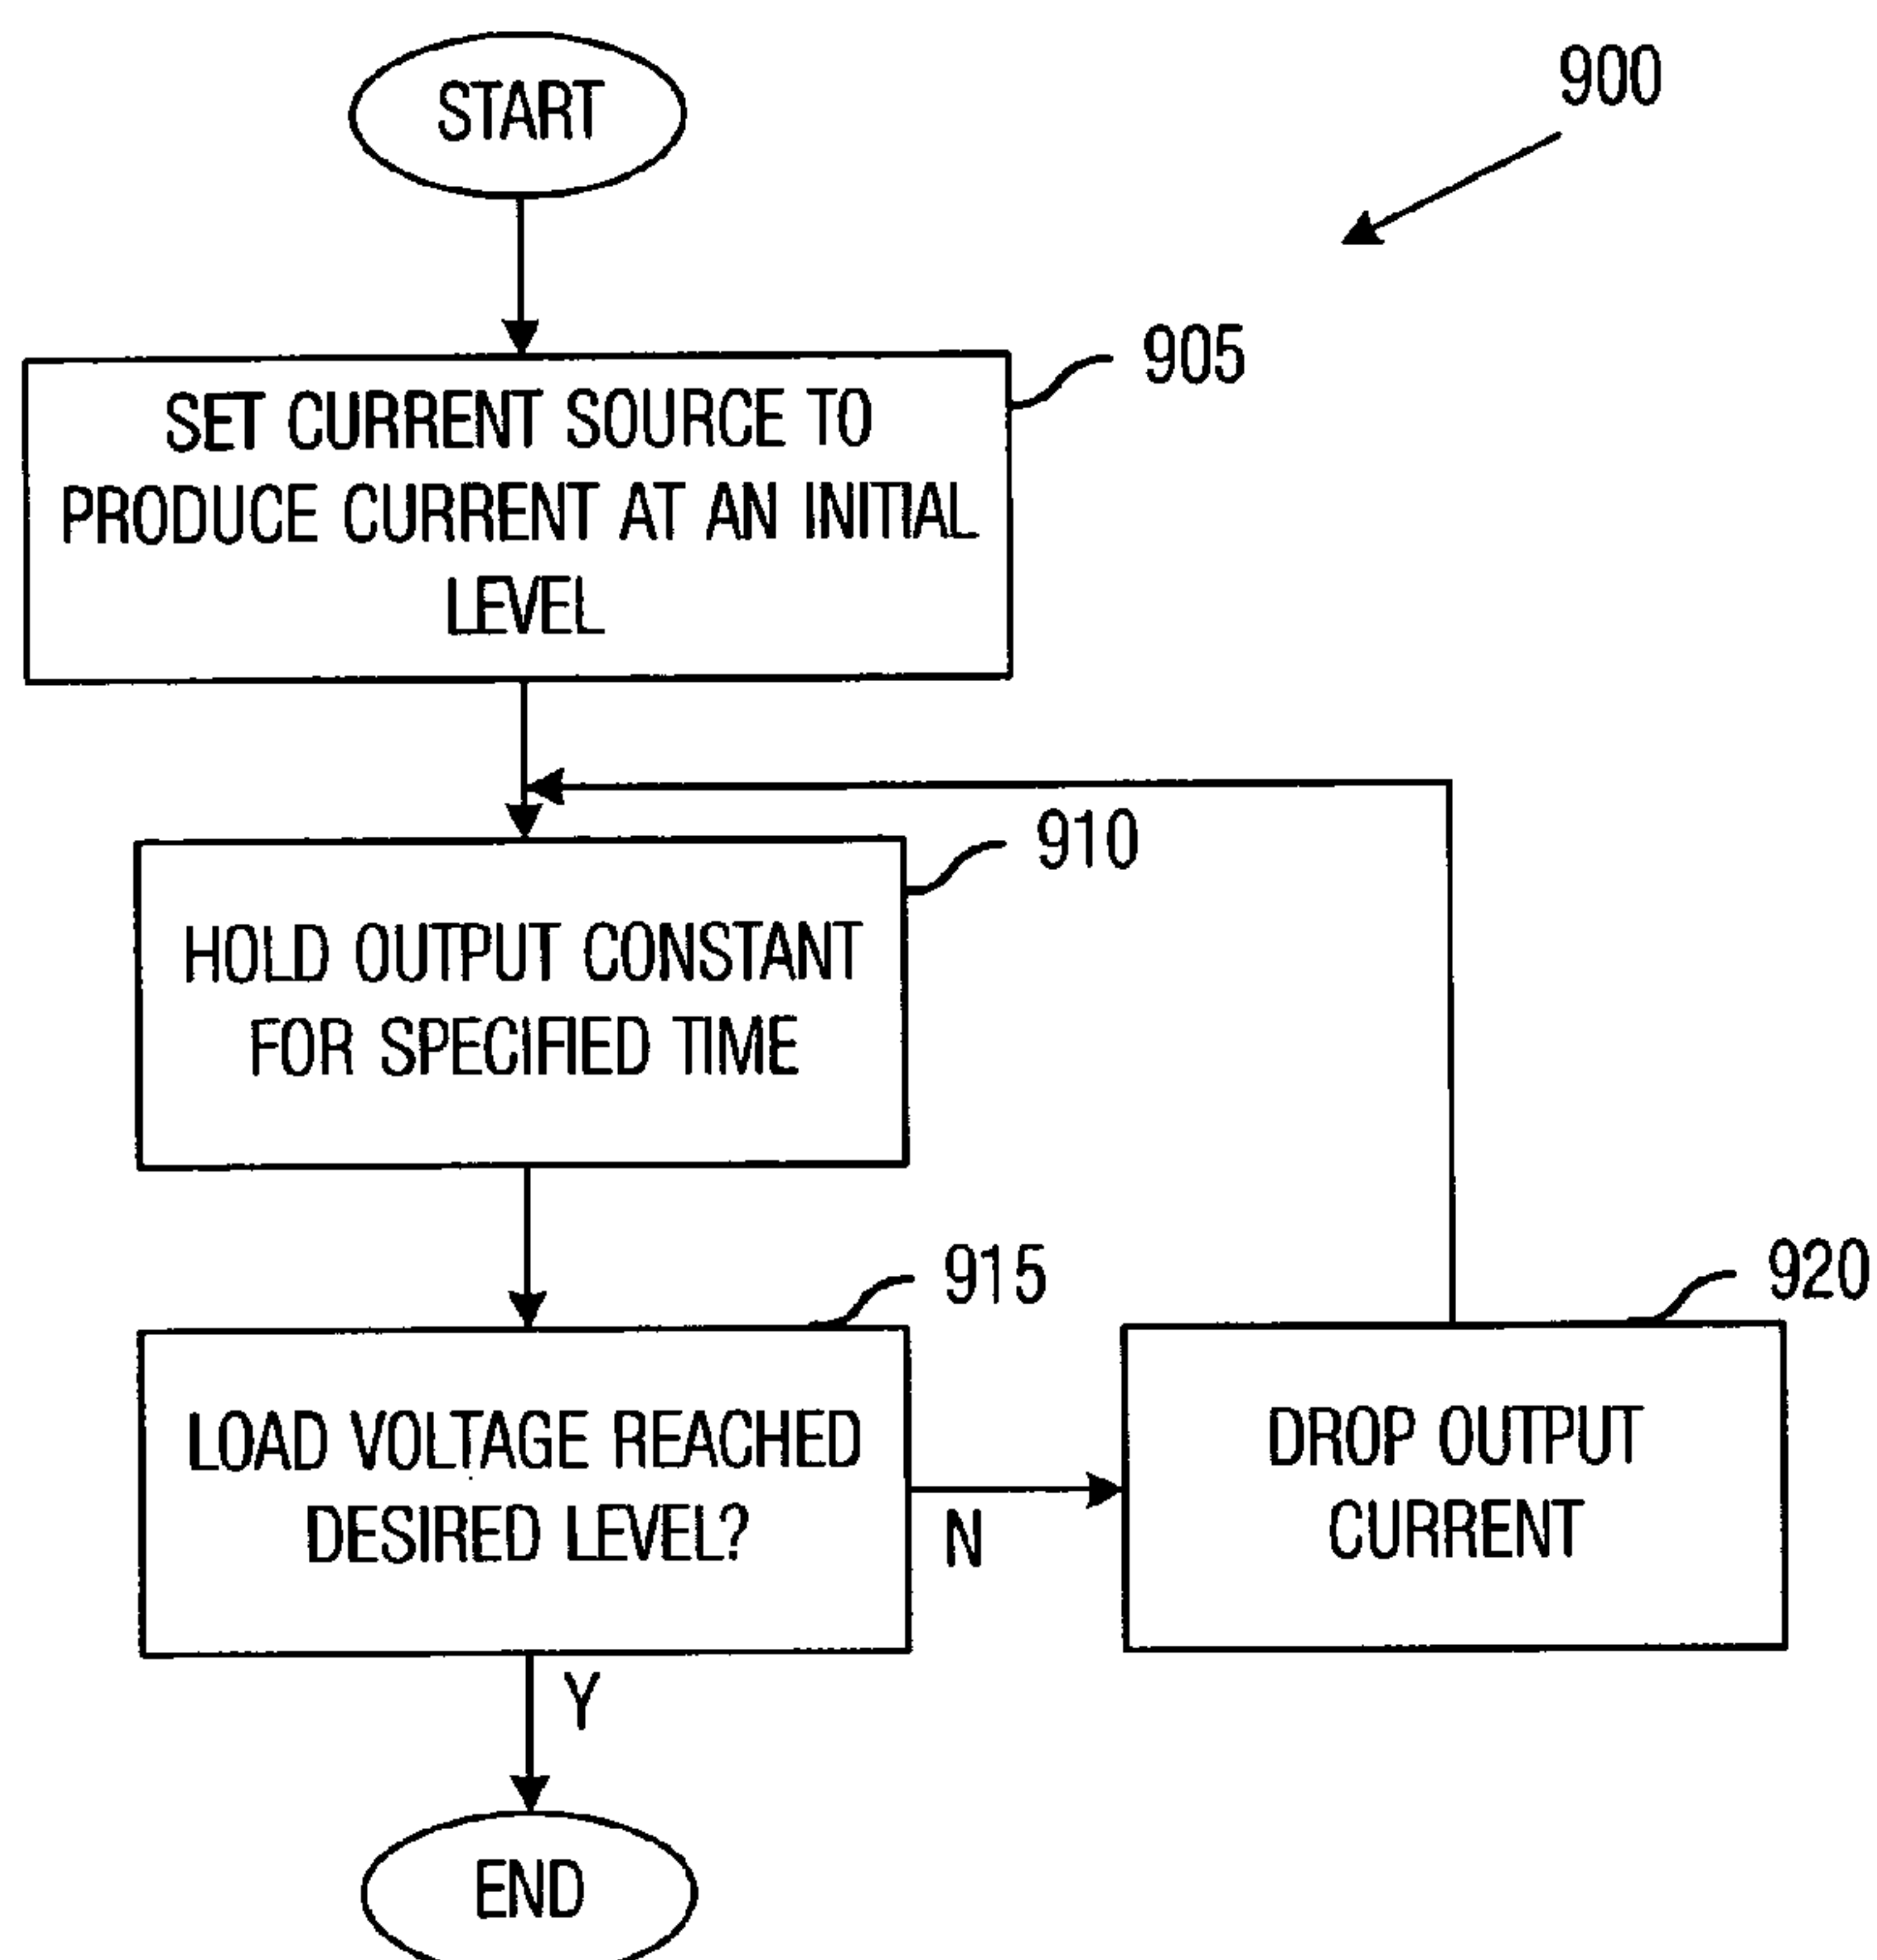 START
900
905
SET CURRENT SOURCE TO
PRODUCE CURRENT AT AN INITIAL
LEVEL
910
HOLD OUTPUT CONSTANT
FOR SPECIFIED TIME
915
920
LOAD VOLTAGE REACHED
DESIRED LEVEL?
N
DROP OUTPUT
CURRENT
Y
END